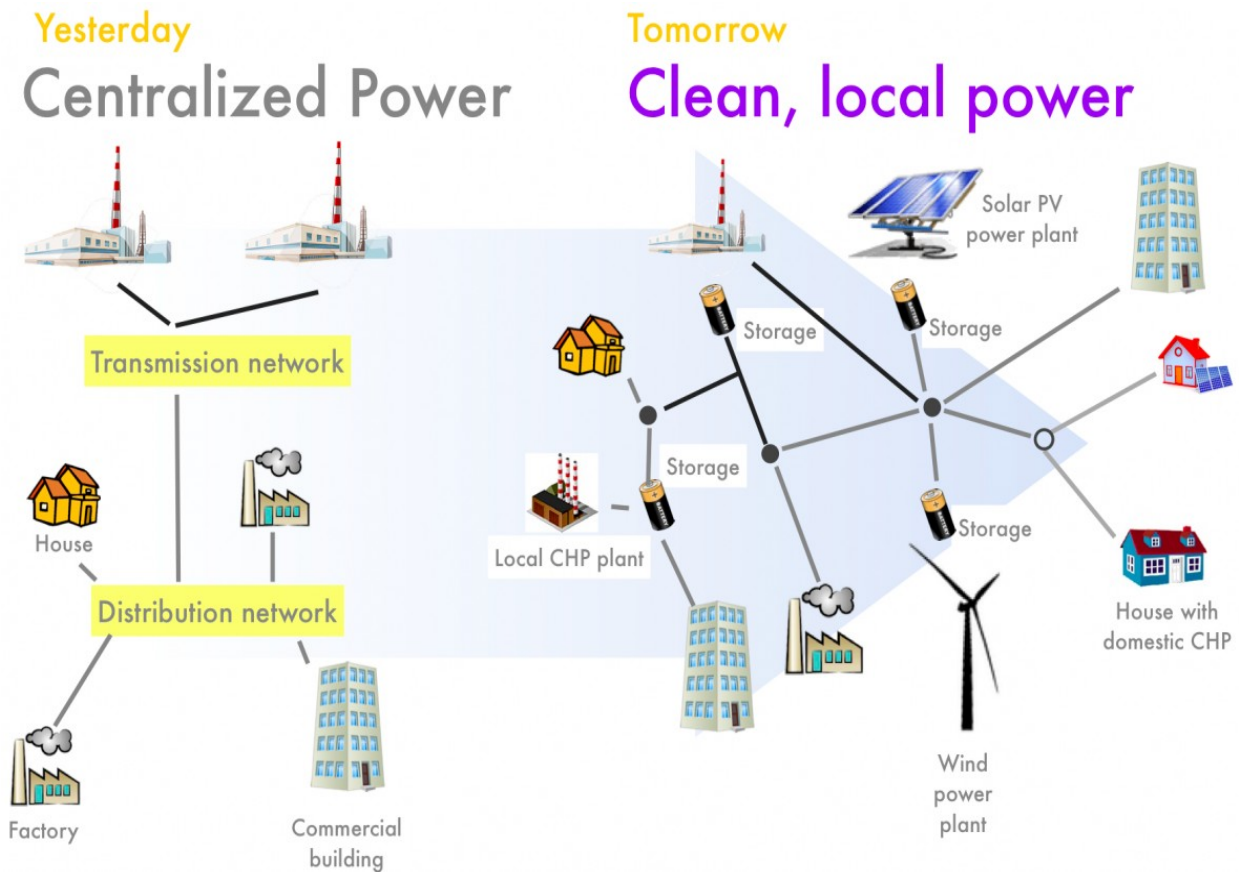 Yesterday
Centralized Power
Transmission network
House
Distribution network
Factory
Commercial
building
Tomorrow
Clean, local power
Solar PV
power plant
Storage
Storage
Storage
Local CHP plant
Storage
House with
domestic CHP
Wind
power
plant